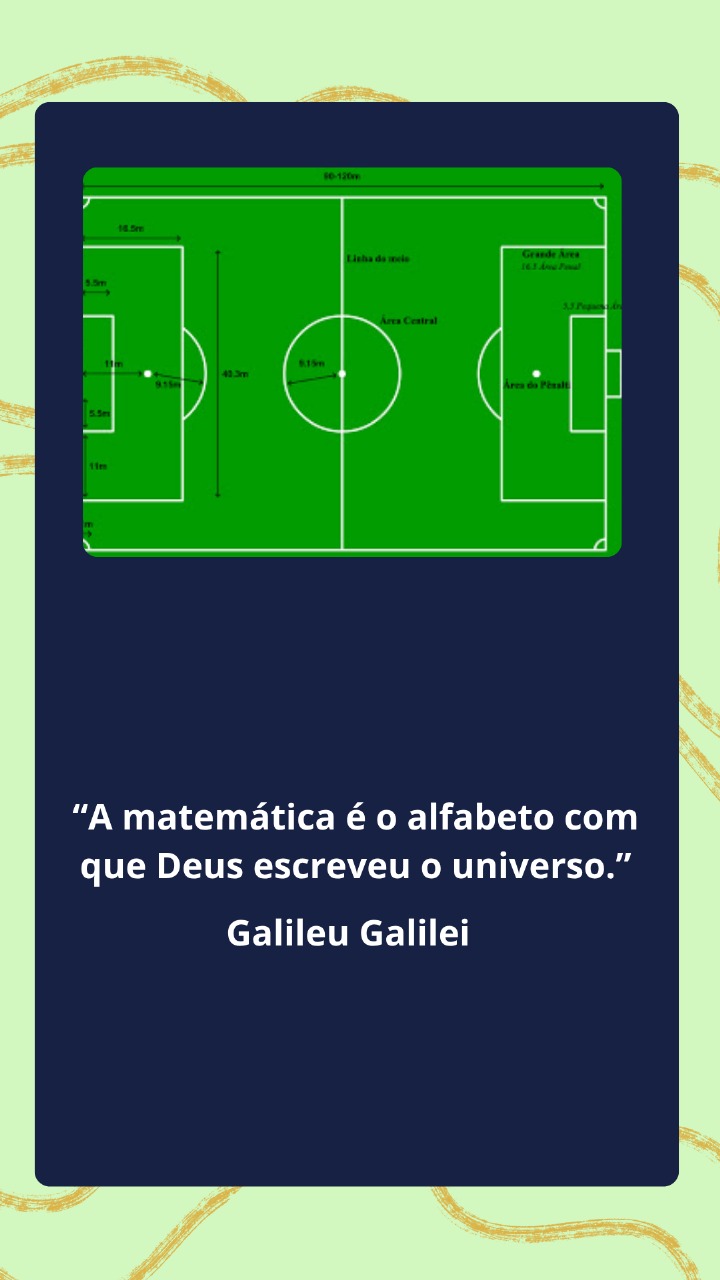 90-120m
16.5m
Linha do meio
Grande Área
16.5 Área Penal
5.5m
5,5 Pequena Áre
Área Central
11m
9.15m
40.3m
9.15m
Área do Pênalti
5.5m
11m
m
“A matemática é o alfabeto com
que Deus escreveu o universo.”
Galileu Galilei